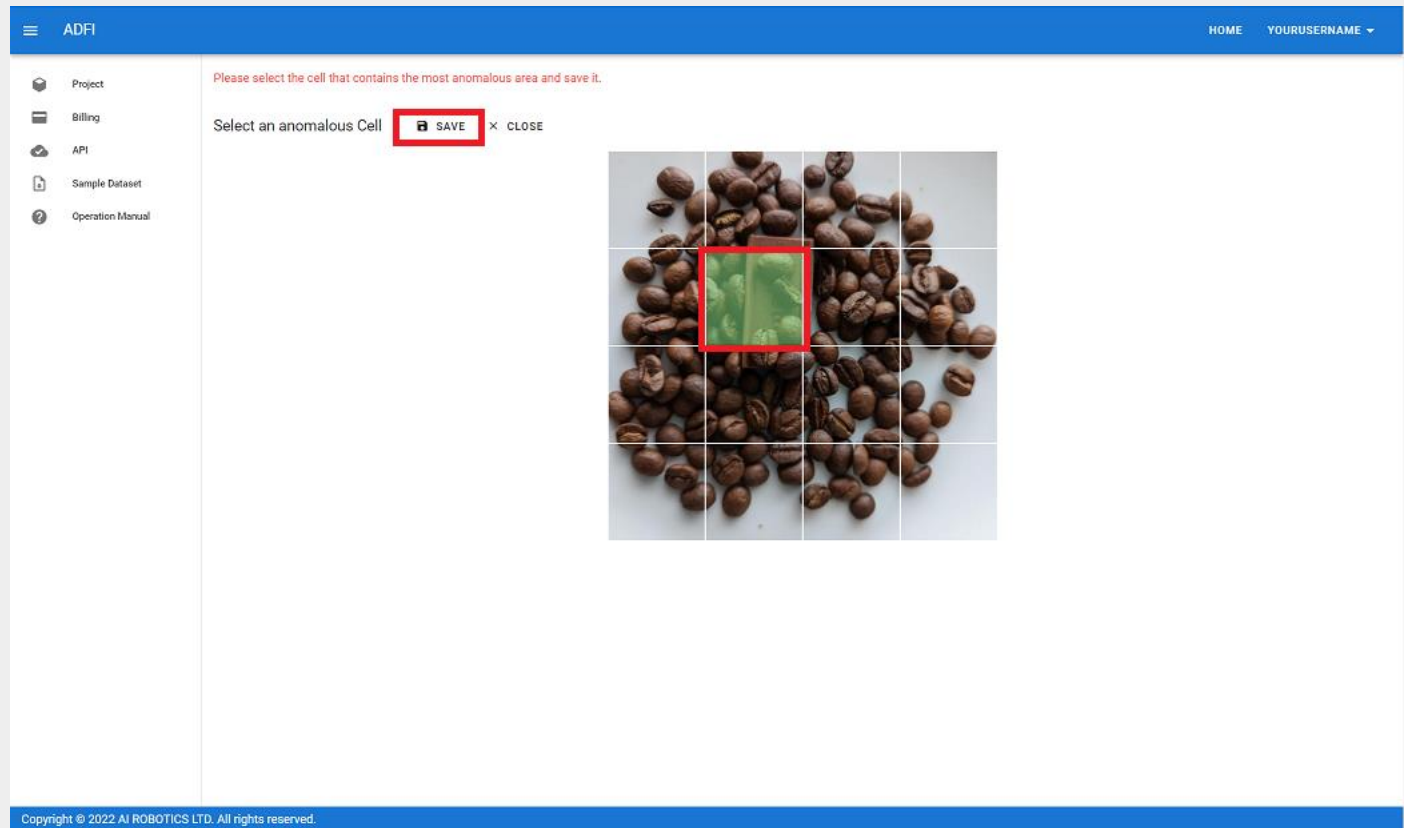 ADFI
HOME YOURUSERNAME
Project
Billing
API
Sample Dataset
Operation Manual
Please select the cell that contains the most anomalous area and save it.
Select an anomalous Cell SAVE × CLOSE
Copyright © 2022 AI ROBOTICS LTD. All rights reserved.